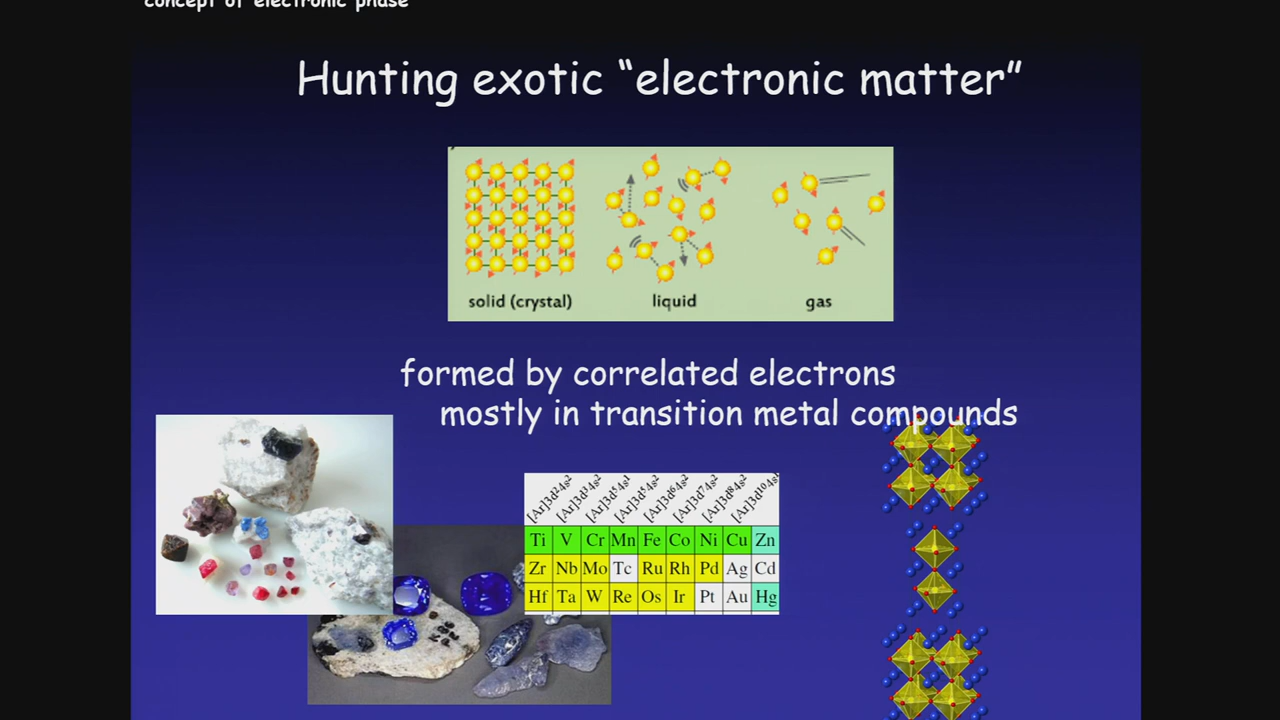 concept of electronic phase
Hunting exotic “electronic matter”
solid (crystal) liquid gas
formed by correlated electrons
mostly in transition metal compounds
[Ar]3d²4s² [Ar]3d³4s² [Ar]3d⁵4s¹ [Ar]3d⁵4s² [Ar]3d⁶4s² [Ar]3d⁷4s² [Ar]3d⁸4s² [Ar]3d¹⁰4s
Ti V Cr Mn Fe Co Ni Cu Zn
Zr Nb Mo Tc Ru Rh Pd Ag Cd
Hf Ta W Re Os Ir Pt Au Hg